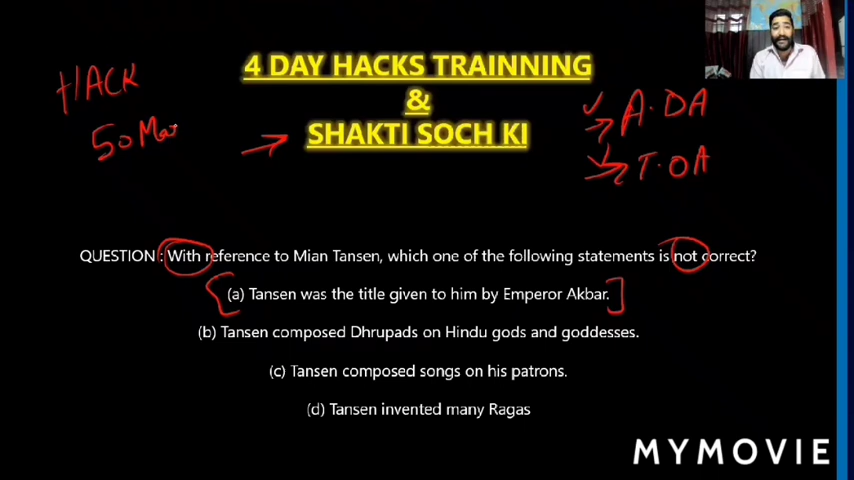 4 DAY HACKS TRAINNING
&
SHAKTI SOCH KI
HACK
50
A.DA
T.OA
QUESTION : With reference to Mian Tansen, which one of the following statements is not correct?
(a) Tansen was the title given to him by Emperor Akbar.
(b) Tansen composed Dhrupads on Hindu gods and goddesses.
(c) Tansen composed songs on his patrons.
(d) Tansen invented many Ragas
MYMOVIE